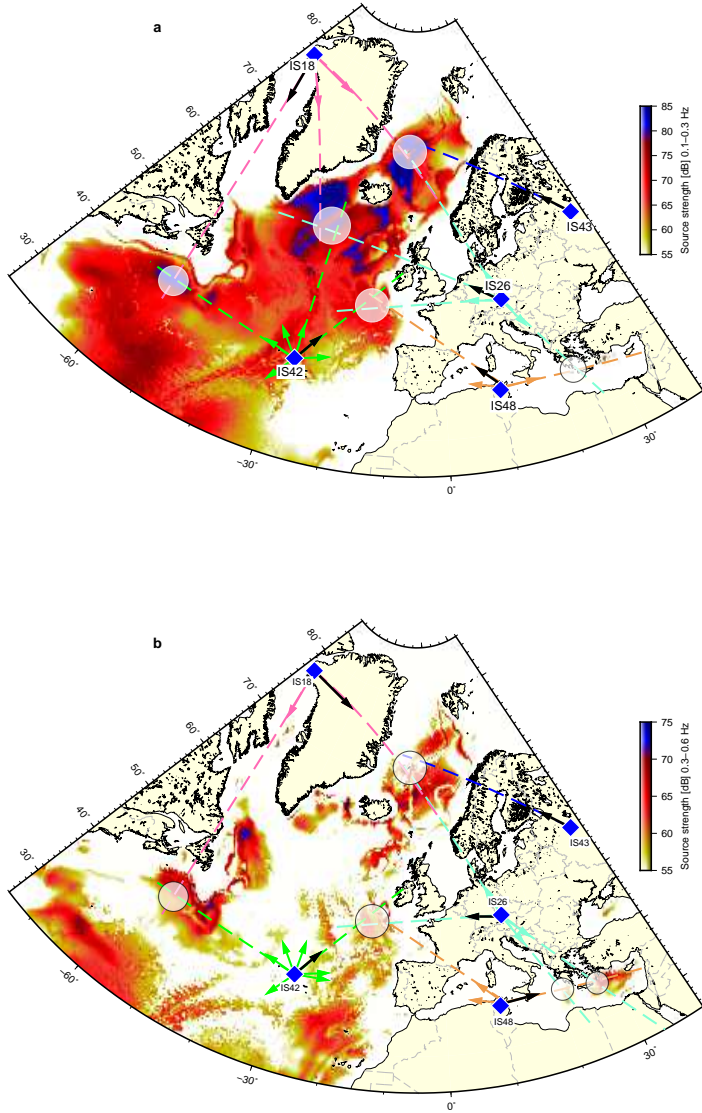 a
80˚
70˚
60˚
50˚
40˚
30˚
−60˚
−30˚
0˚
30˚
IS18
IS43
IS26
IS42
IS48
85
80
75
70
65
60
55
Source strength [dB] 0.1−0.3 Hz
b
80˚
70˚
60˚
50˚
40˚
30˚
−60˚
−30˚
0˚
30˚
IS18
IS43
IS26
IS42
IS48
75
70
65
60
55
Source strength [dB] 0.3−0.6 Hz